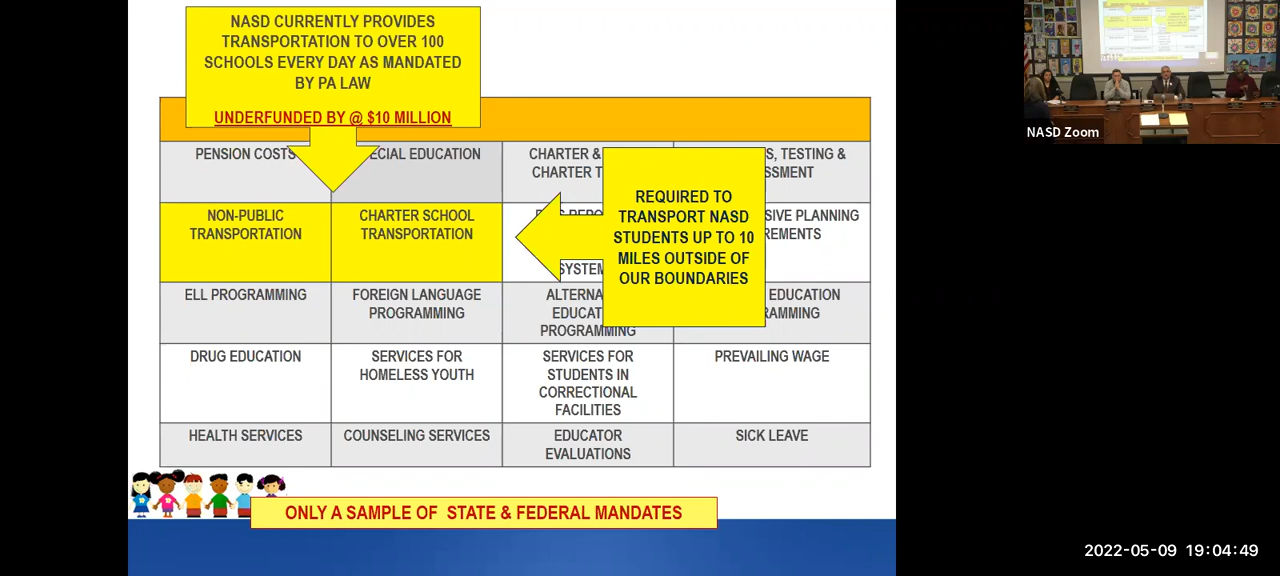 NASD CURRENTLY PROVIDES
TRANSPORTATION TO OVER 100
SCHOOLS EVERY DAY AS MANDATED
BY PA LAW
UNDERFUNDED BY @ $10 MILLION
PENSION COSTS
ECIAL EDUCATION
CHARTER &
CHARTER T
S, TESTING &
SSMENT
REQUIRED TO
TRANSPORT NASD
STUDENTS UP TO 10
MILES OUTSIDE OF
OUR BOUNDARIES
NON-PUBLIC
TRANSPORTATION
CHARTER SCHOOL
TRANSPORTATION
SYSTEM
SIVE PLANNING
REMENTS
ELL PROGRAMMING
FOREIGN LANGUAGE
PROGRAMMING
ALTERNA
EDUCAT
PROGRAMMING
EDUCATION
RAMMING
DRUG EDUCATION
SERVICES FOR
HOMELESS YOUTH
SERVICES FOR
STUDENTS IN
CORRECTIONAL
FACILITIES
PREVAILING WAGE
HEALTH SERVICES
COUNSELING SERVICES
EDUCATOR
EVALUATIONS
SICK LEAVE
ONLY A SAMPLE OF STATE & FEDERAL MANDATES
NASD Zoom
2022-05-09 19:04:49